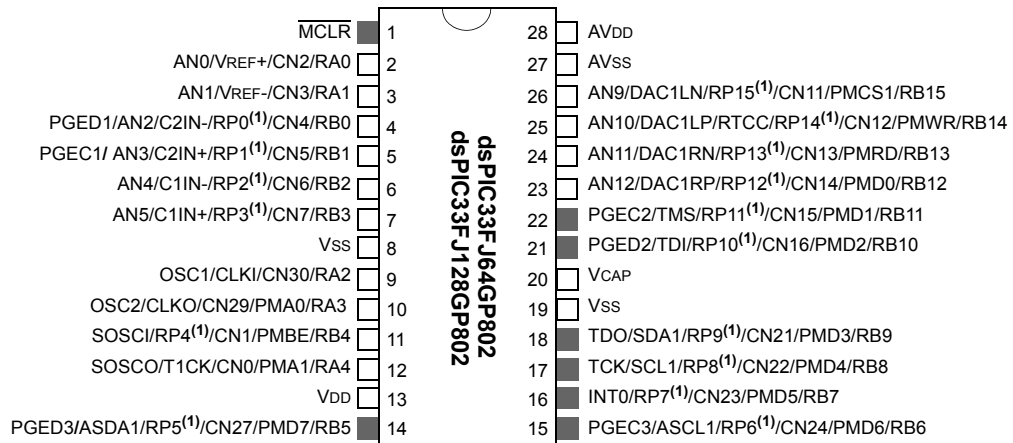 MCLR 1
AN0/VREF+/CN2/RA0 2
AN1/VREF-/CN3/RA1 3
PGED1/AN2/C2IN-/RP0(1)/CN4/RB0 4
PGEC1/ AN3/C2IN+/RP1(1)/CN5/RB1 5
AN4/C1IN-/RP2(1)/CN6/RB2 6
AN5/C1IN+/RP3(1)/CN7/RB3 7
VSS 8
OSC1/CLKI/CN30/RA2 9
OSC2/CLKO/CN29/PMA0/RA3 10
SOSCI/RP4(1)/CN1/PMBE/RB4 11
SOSCO/T1CK/CN0/PMA1/RA4 12
VDD 13
PGED3/ASDA1/RP5(1)/CN27/PMD7/RB5 14
dsPIC33FJ64GP802
dsPIC33FJ128GP802
28 AVDD
27 AVSS
26 AN9/DAC1LN/RP15(1)/CN11/PMCS1/RB15
25 AN10/DAC1LP/RTCC/RP14(1)/CN12/PMWR/RB14
24 AN11/DAC1RN/RP13(1)/CN13/PMRD/RB13
23 AN12/DAC1RP/RP12(1)/CN14/PMD0/RB12
22 PGEC2/TMS/RP11(1)/CN15/PMD1/RB11
21 PGED2/TDI/RP10(1)/CN16/PMD2/RB10
20 VCAP
19 VSS
18 TDO/SDA1/RP9(1)/CN21/PMD3/RB9
17 TCK/SCL1/RP8(1)/CN22/PMD4/RB8
16 INT0/RP7(1)/CN23/PMD5/RB7
15 PGEC3/ASCL1/RP6(1)/CN24/PMD6/RB6